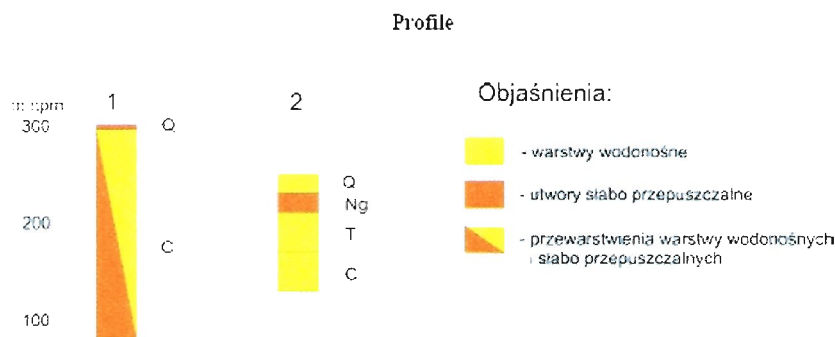 Profile
1
2
Objaśnienia:
300
Q
200
C
100
Q
Ng
T
C
- warstwy wodonośne
- utwory słabo przepuszczalne
- przewarstwienia warstwy wodonośnych
słabo przepuszczalnych